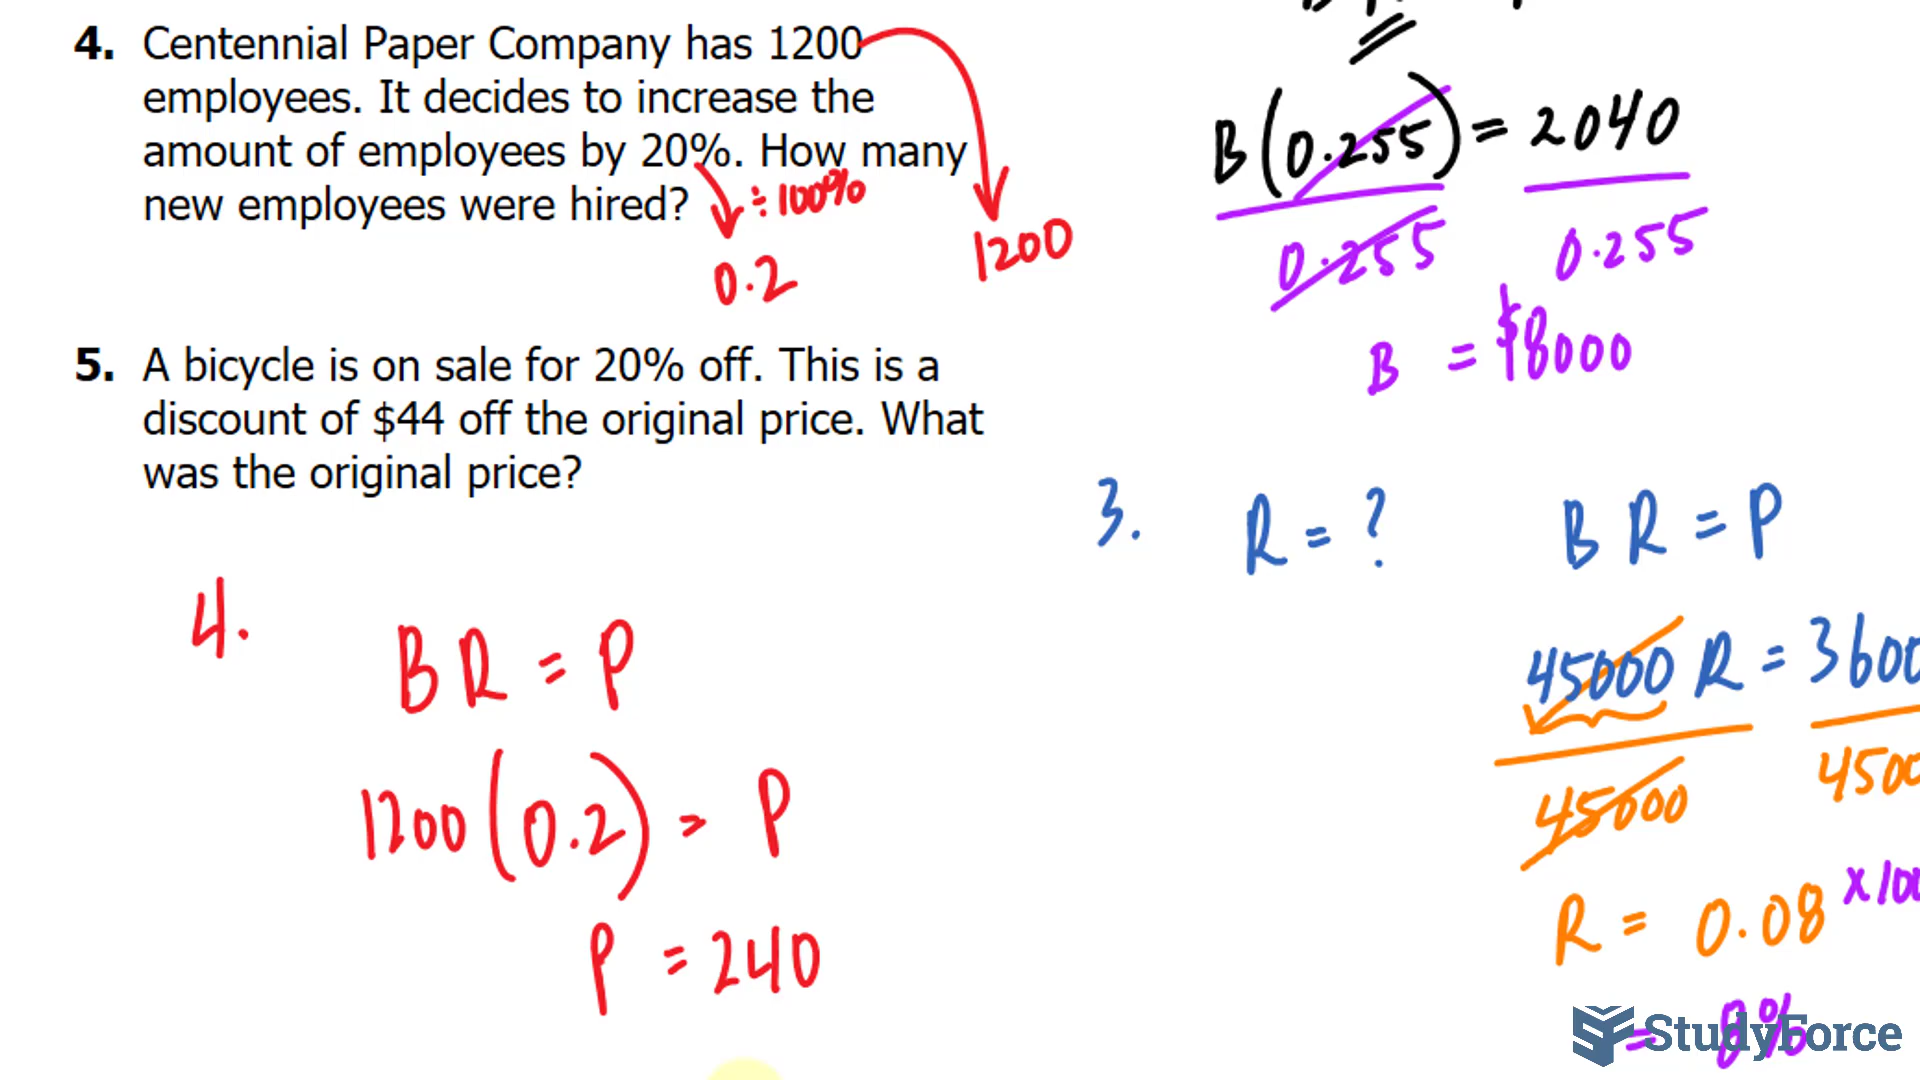 4. Centennial Paper Company has 1200
employees. It decides to increase the
amount of employees by 20%. How many
new employees were hired?
÷100%
0.2
1200
5. A bicycle is on sale for 20% off. This is a
discount of $44 off the original price. What
was the original price?
4.
BR = P
1200(0.2) = P
P = 240
B(0.255) = 2040
0.255 0.255
B = $8000
3. R = ? BR = P
45000 R = 3600
45000 4500
R = 0.08 x100
= 8%
StudyForce